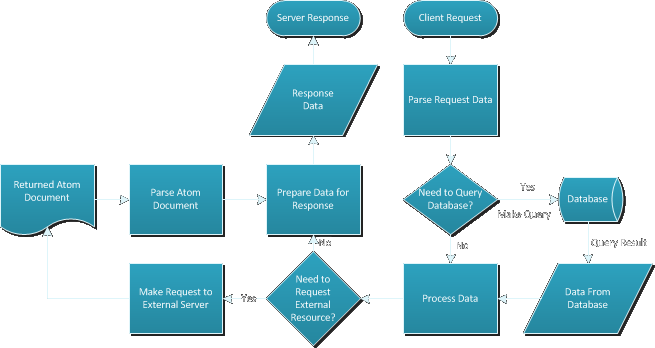 Server Response
Client Request
Response
Data
Parse Request Data
Returned Atom
Document
Parse Atom
Document
Prepare Data for
Response
Need to Query
Database?
Yes
Make Query
Database
No
No
Query Result
Make Request to
External Server
Yes
Need to
Request
External
Resource?
Process Data
Data From
Database